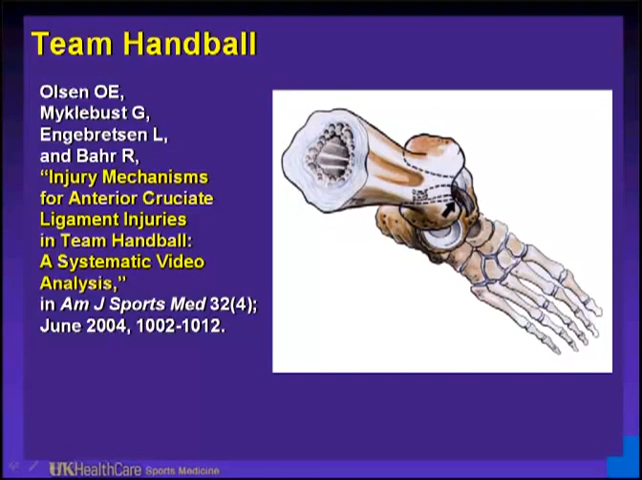 Team Handball
Olsen OE,
Myklebust G,
Engebretsen L,
and Bahr R,
“Injury Mechanisms
for Anterior Cruciate
Ligament Injuries
in Team Handball:
A Systematic Video
Analysis,”
in Am J Sports Med 32(4);
June 2004, 1002-1012.
UKHealthCare Sports Medicine